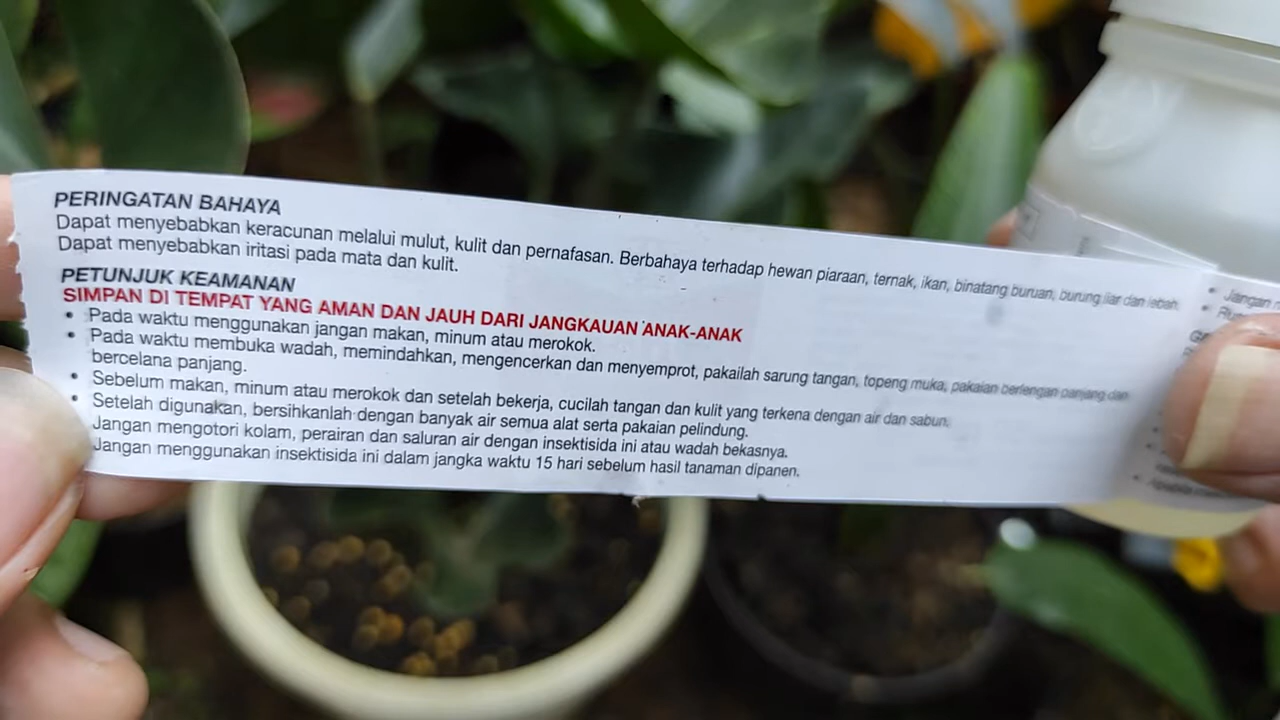 PERINGATAN BAHAYA
Dapat menyebabkan keracunan melalui mulut, kulit dan pernafasan. Berbahaya terhadap hewan piaraan, ternak, ikan, binatang buruan, burung liar dan lebah.
Dapat menyebabkan iritasi pada mata dan kulit.
PETUNJUK KEAMANAN
SIMPAN DI TEMPAT YANG AMAN DAN JAUH DARI JANGKAUAN ANAK-ANAK
• Pada waktu menggunakan jangan makan, minum atau merokok.
• Pada waktu membuka wadah, memindahkan, mengencerkan dan menyemprot, pakailah sarung tangan, topeng muka, pakaian berlengan panjang dan
bercelana panjang.
• Sebelum makan, minum atau merokok dan setelah bekerja, cucilah tangan dan kulit yang terkena dengan air dan sabun.
• Setelah digunakan, bersihkanlah dengan banyak air semua alat serta pakaian pelindung.
Jangan mengotori kolam, perairan dan saluran air dengan insektisida ini atau wadah bekasnya.
Jangan menggunakan insektisida ini dalam jangka waktu 15 hari sebelum hasil tanaman dipanen.
• Jangan